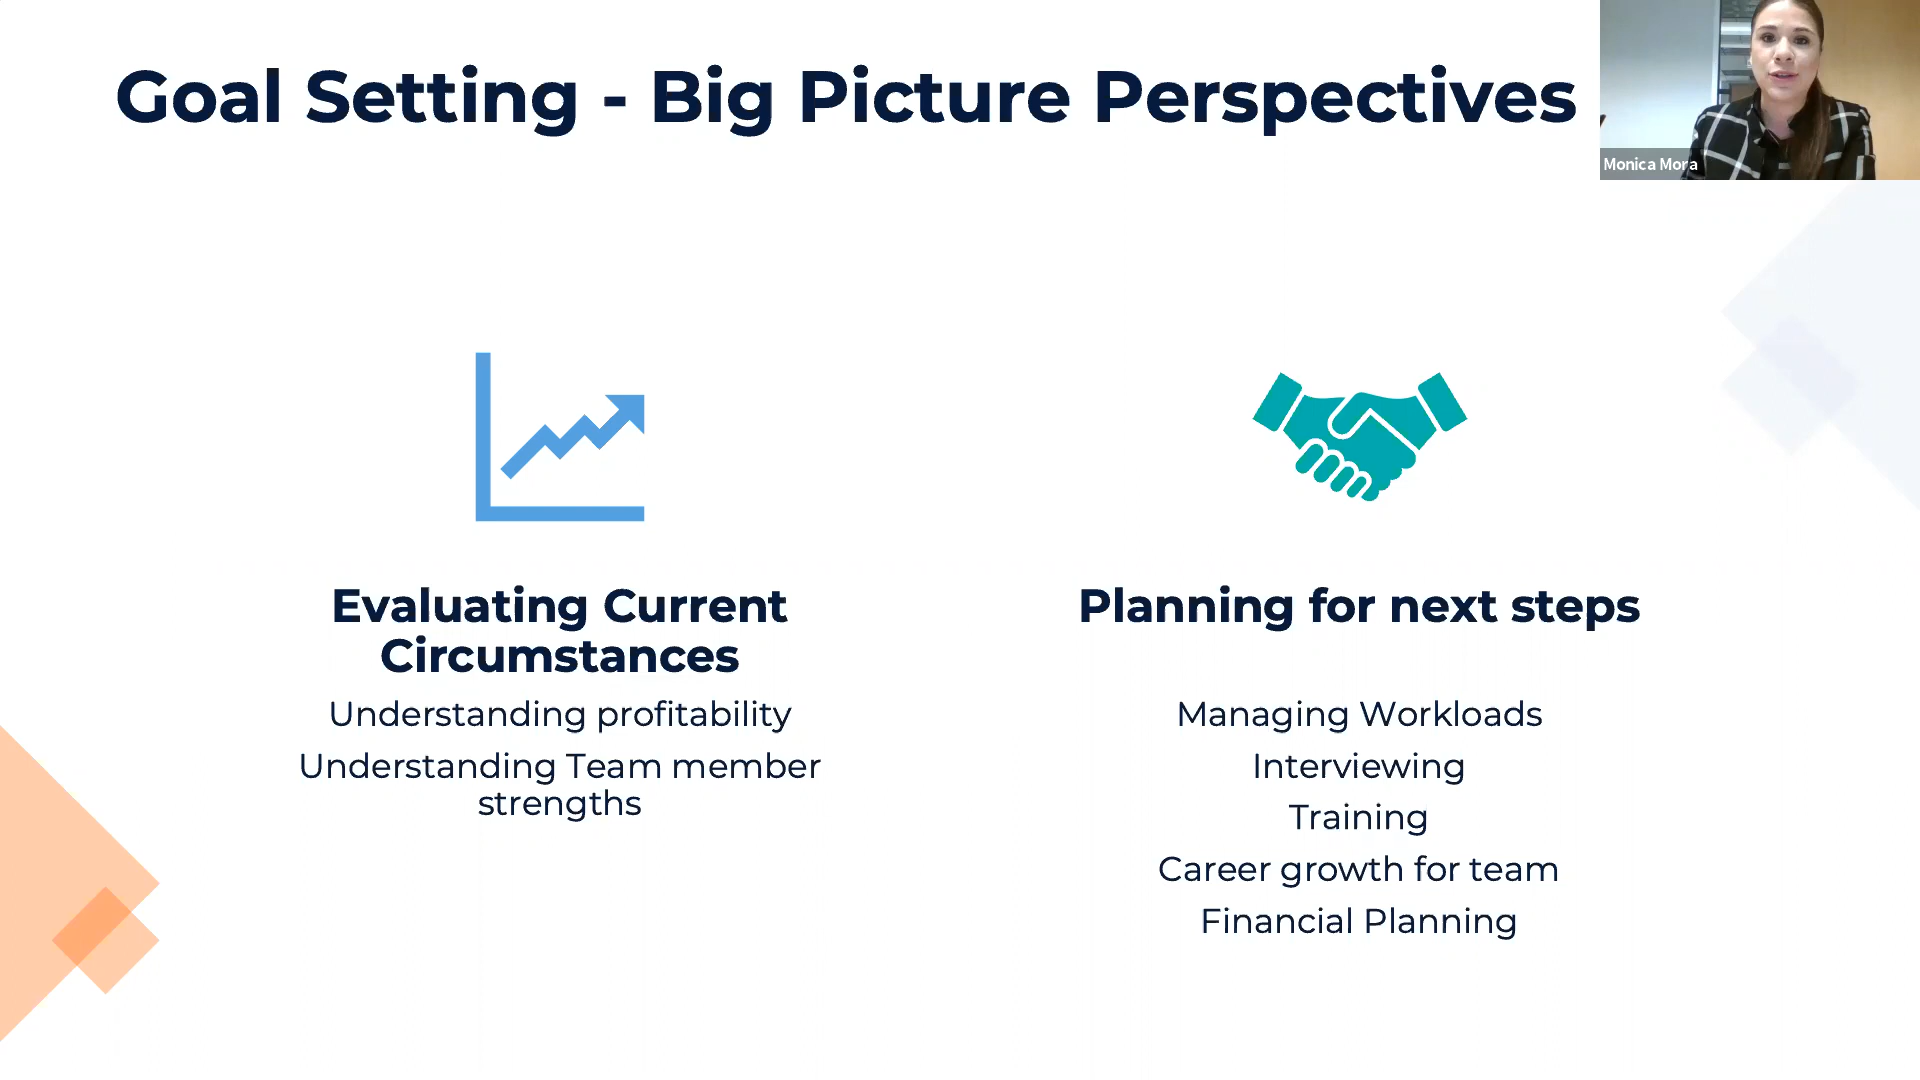 Goal Setting - Big Picture Perspectives
Monica Mora
Evaluating Current
Circumstances
Understanding profitability
Understanding Team member
strengths
Planning for next steps
Managing Workloads
Interviewing
Training
Career growth for team
Financial Planning